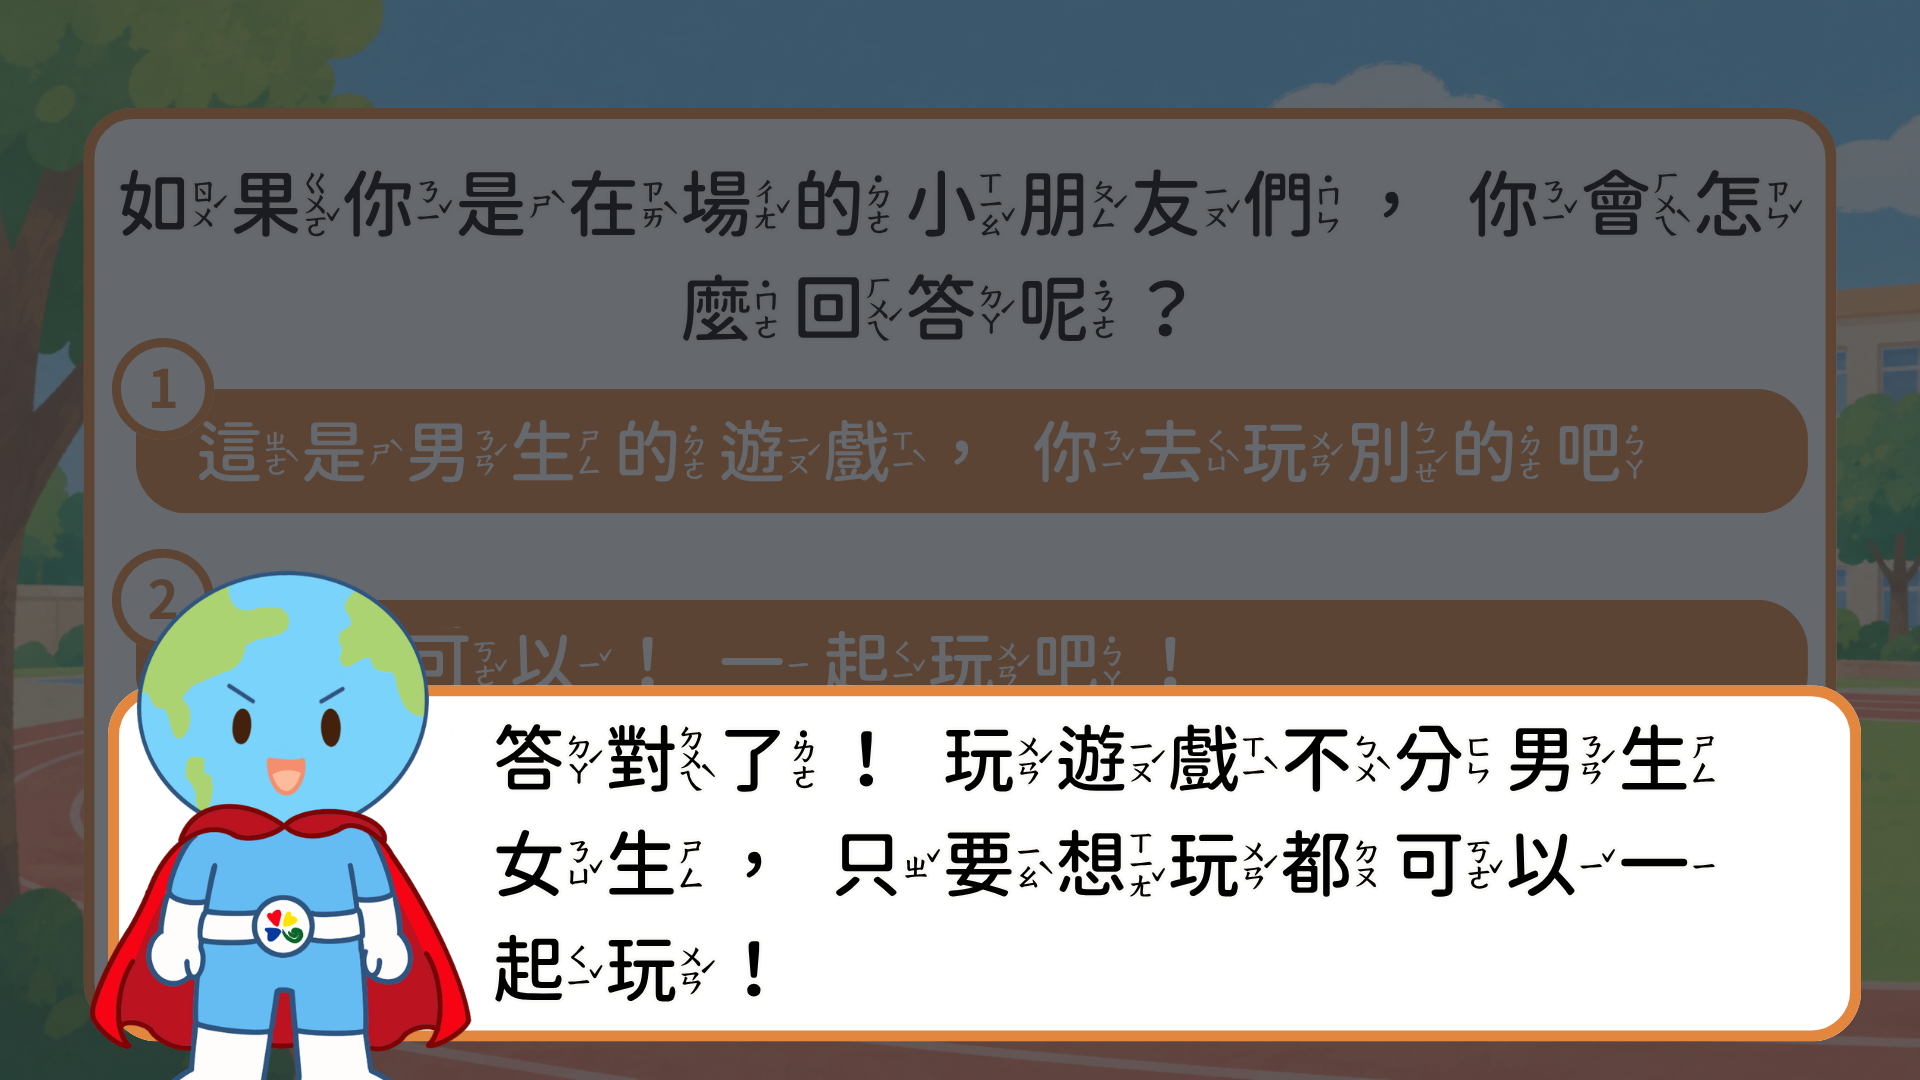 如果你是在場的小朋友們，你會怎
麼回答呢？
1
這是男生的遊戲，你去玩別的吧
2
可以！一起玩吧！
答對了！玩遊戲不分男生
女生，只要想玩都可以一
起玩！